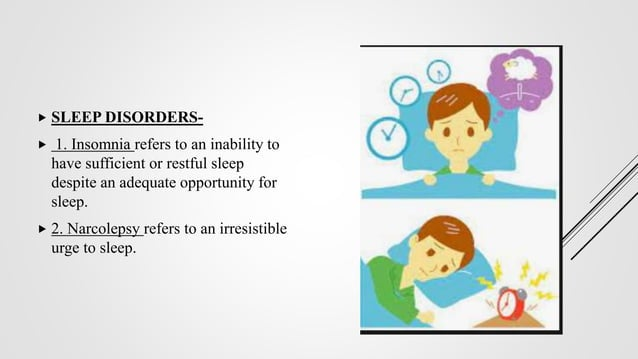 SLEEP DISORDERS-
1. Insomnia refers to an inability to
have sufficient or restful sleep
despite an adequate opportunity for
sleep.
2. Narcolepsy refers to an irresistible
urge to sleep.